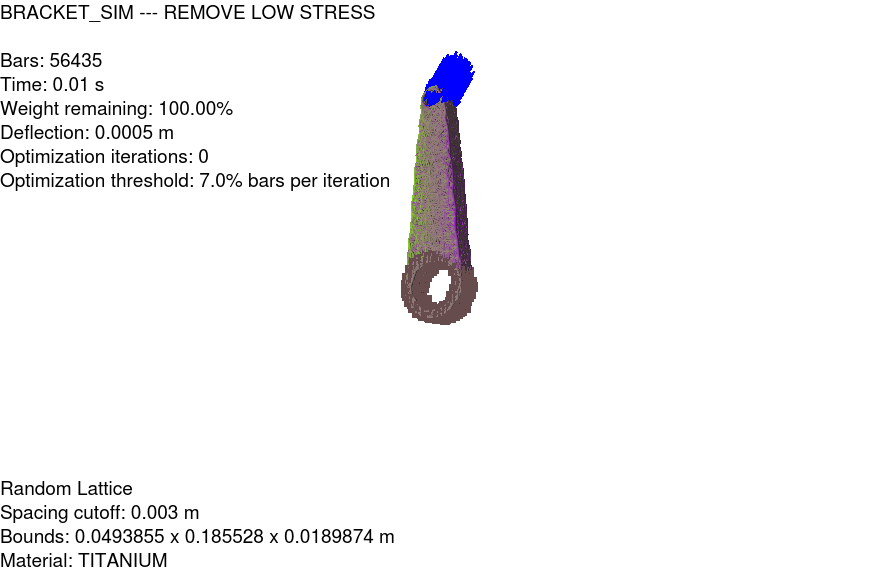 BRACKET_SIM --- REMOVE LOW STRESS
Bars: 56435
Time: 0.01 s
Weight remaining: 100.00%
Deflection: 0.0005 m
Optimization iterations: 0
Optimization threshold: 7.0% bars per iteration
Random Lattice
Spacing cutoff: 0.003 m
Bounds: 0.0493855 x 0.185528 x 0.0189874 m
Material: TITANIUM